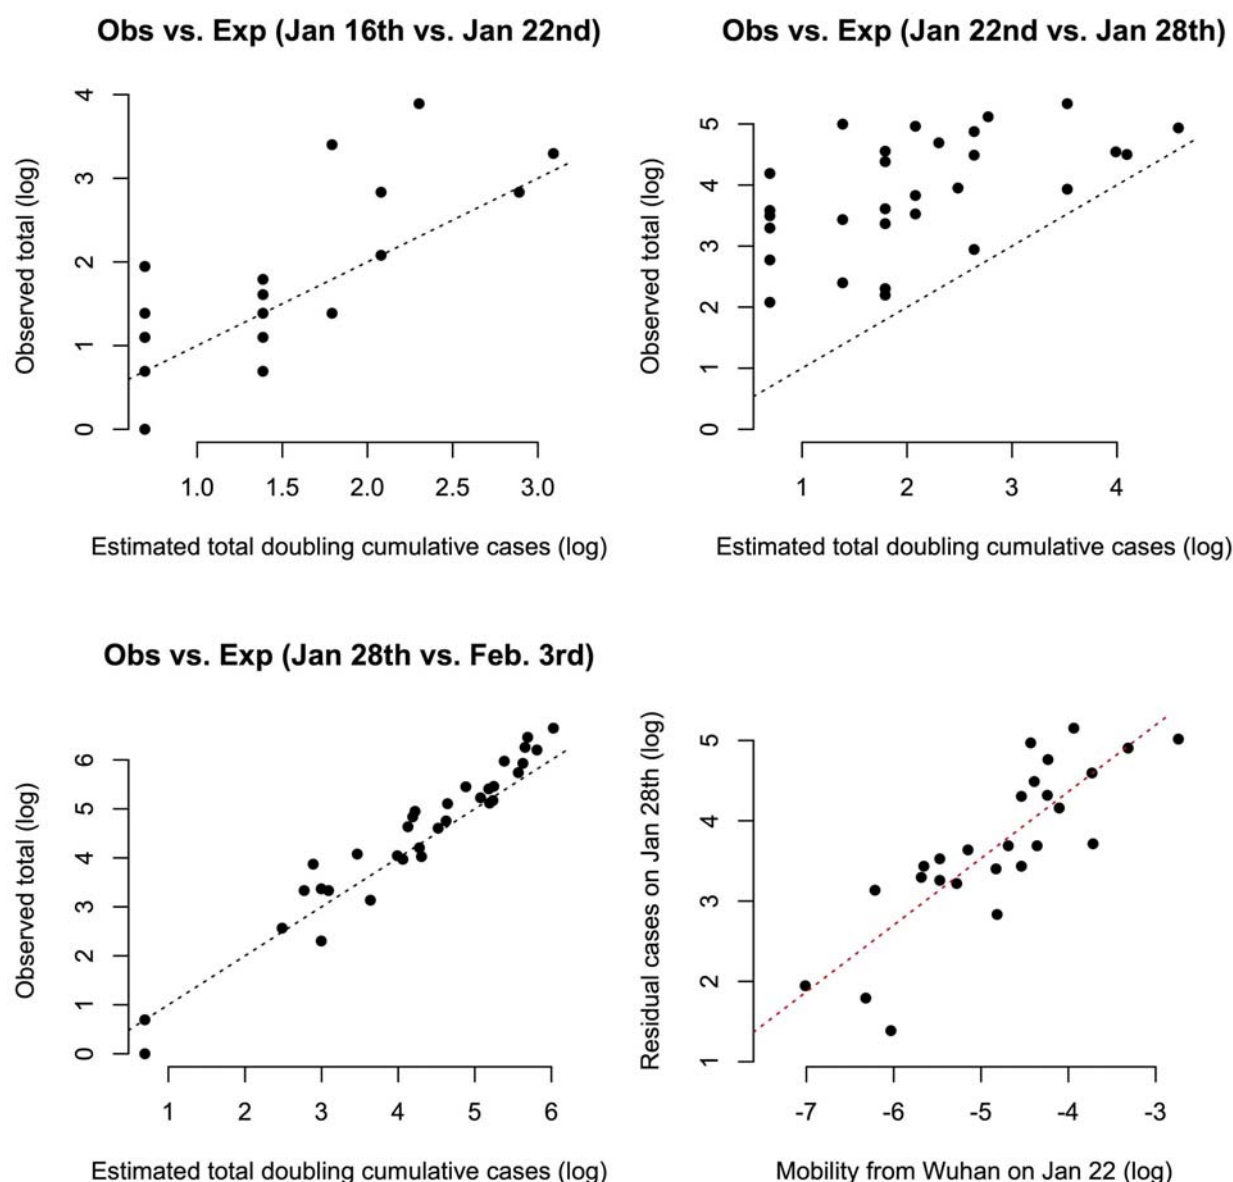 Obs vs. Exp (Jan 16th vs. Jan 22nd)
Observed total (log)
4
3
2
1
0
1.0 1.5 2.0 2.5 3.0
Estimated total doubling cumulative cases (log)
Obs vs. Exp (Jan 22nd vs. Jan 28th)
Observed total (log)
5
4
3
2
1
0
1 2 3 4
Estimated total doubling cumulative cases (log)
Obs vs. Exp (Jan 28th vs. Feb. 3rd)
Observed total (log)
6
5
4
3
2
1
0
1 2 3 4 5 6
Estimated total doubling cumulative cases (log)
Residual cases on Jan 28th (log)
5
4
3
2
1
-7 -6 -5 -4 -3
Mobility from Wuhan on Jan 22 (log)